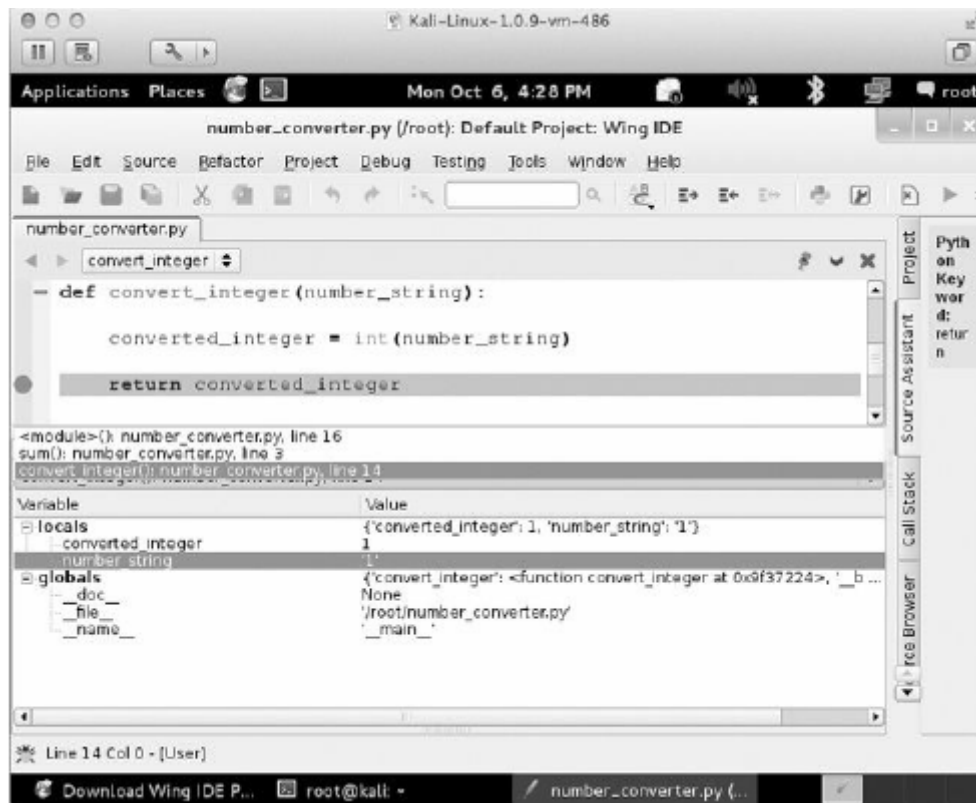 Kali-Linux-1.0.9-vm-486
Applications Places Mon Oct 6, 4:28 PM root
number_converter.py (/root): Default Project: Wing IDE
File Edit Source Refactor Project Debug Testing Tools Window Help
number_converter.py
convert_integer
def convert_integer(number_string):
converted_integer = int(number_string)
return converted_integer
<module>(): number_converter.py, line 16
sum(): number_converter.py, line 3
convert_integer(): number_converter.py, line 14
Variable Value
locals {'converted_integer': 1, 'number_string': '1'}
converted_integer 1
number_string '1'
globals {'convert_integer': <function convert_integer at 0x9f37224>, '__b ...
__doc__ None
__file__ '/root/number_converter.py'
__name__ '__main__'
Project
Source Assistant
Call Stack
rce Browser
Pyth
on
Key
wor
d:
retur
n
Line 14 Col 0 - [User]
Download Wing IDE P... root@kali: ~ number_converter.py (...